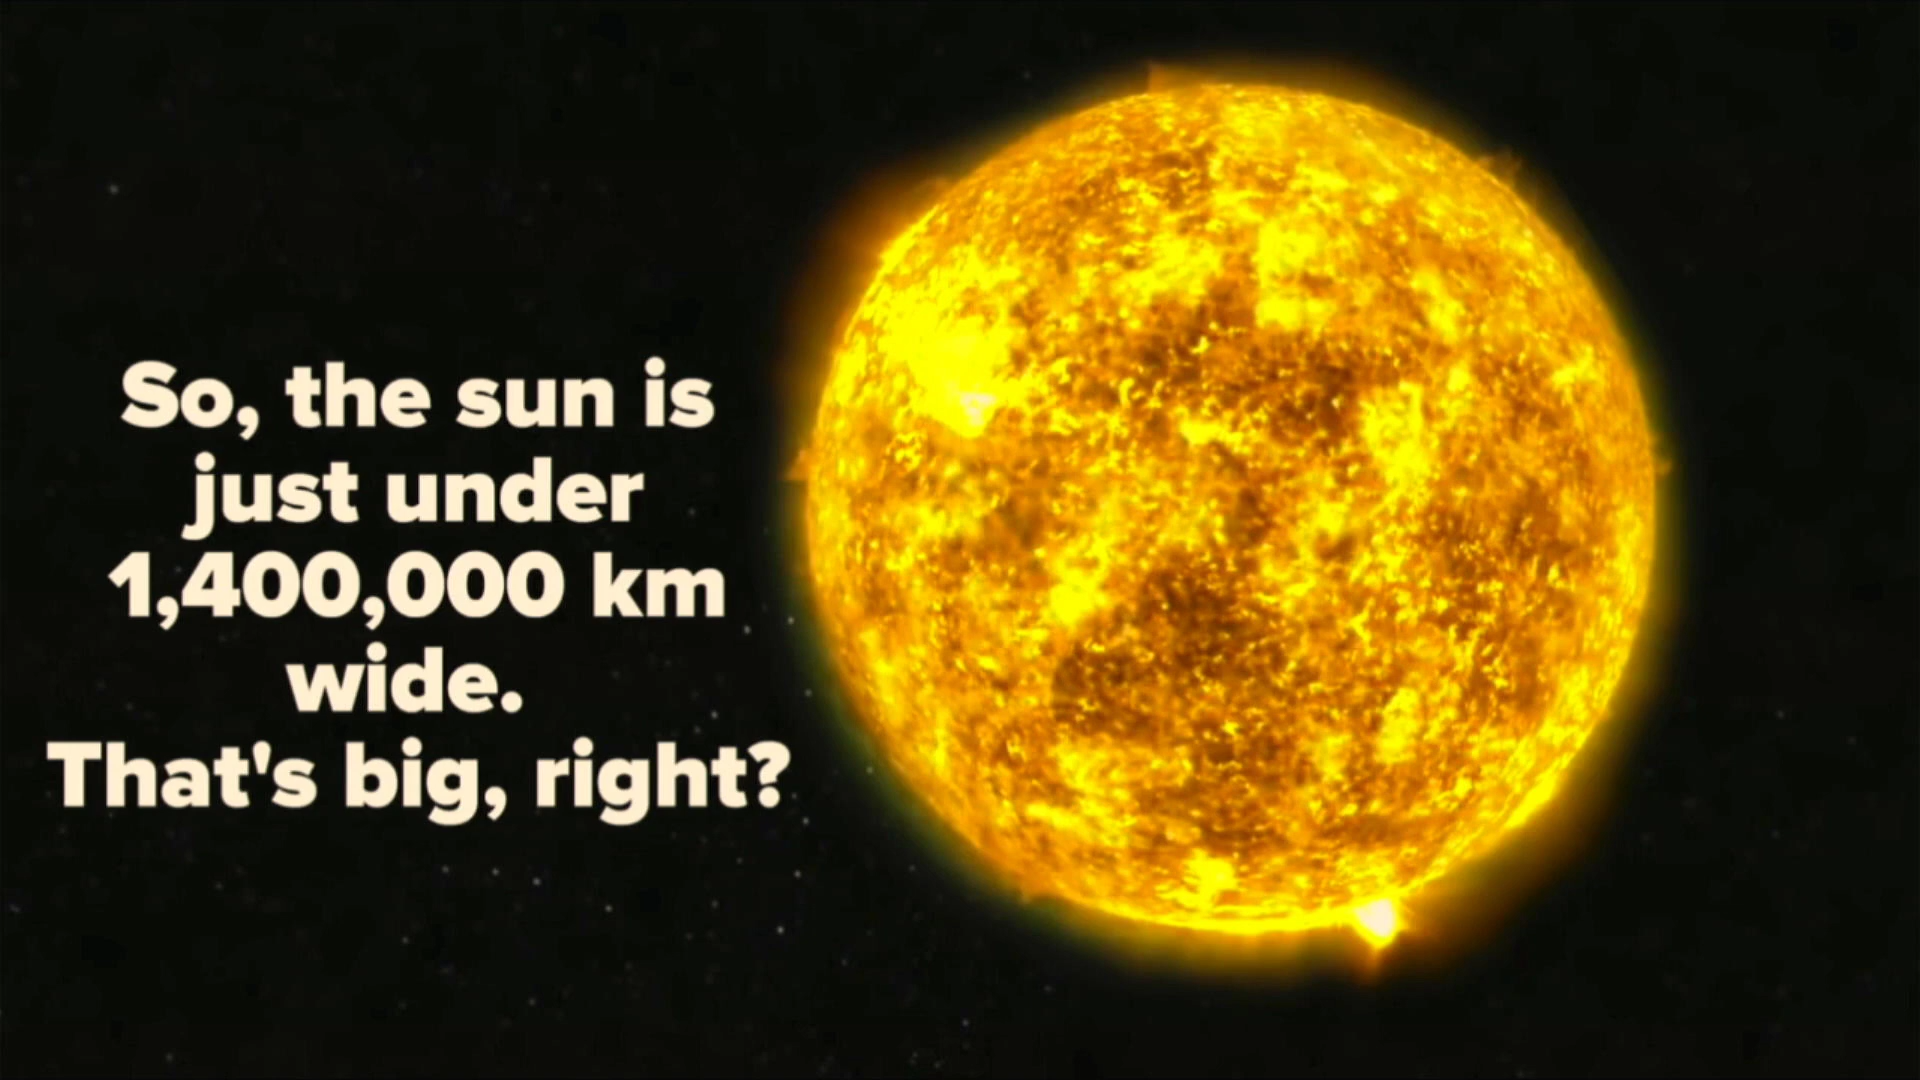 So, the sun is
just under
1,400,000 km
wide.
That's big, right?